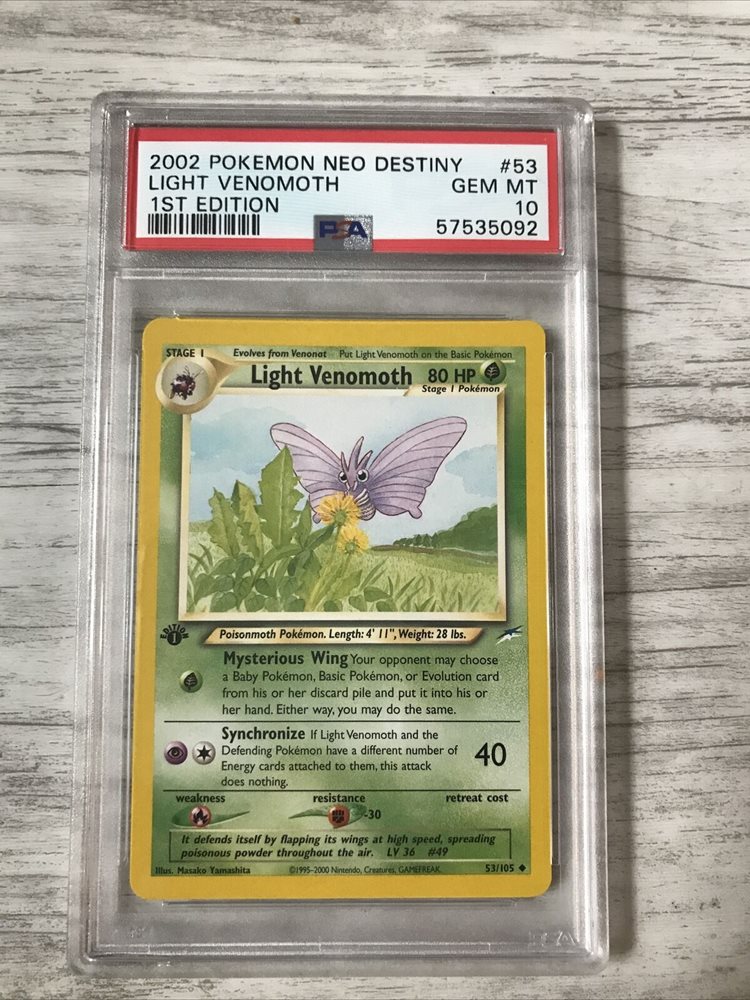 2002 POKEMON NEO DESTINY #53
LIGHT VENOMOTH GEM MT
1ST EDITION 10
PSA 57535092
STAGE 1 Evolves from Venonat Put Light Venomoth on the Basic Pokémon
Light Venomoth 80 HP
Stage 1 Pokémon
EDITION 1
Poisonmoth Pokémon. Length: 4' 11", Weight: 28 lbs.
Mysterious Wing Your opponent may choose
a Baby Pokémon, Basic Pokémon, or Evolution card
from his or her discard pile and put it into his or
her hand. Either way, you may do the same.
Synchronize If Light Venomoth and the
Defending Pokémon have a different number of
Energy cards attached to them, this attack
does nothing.
40
weakness resistance retreat cost
-30
It defends itself by flapping its wings at high speed, spreading
poisonous powder throughout the air. LV 36 #49
Illus. Masako Yamashita ©1995-2000 Nintendo, Creatures, GAMEFREAK. 53/105